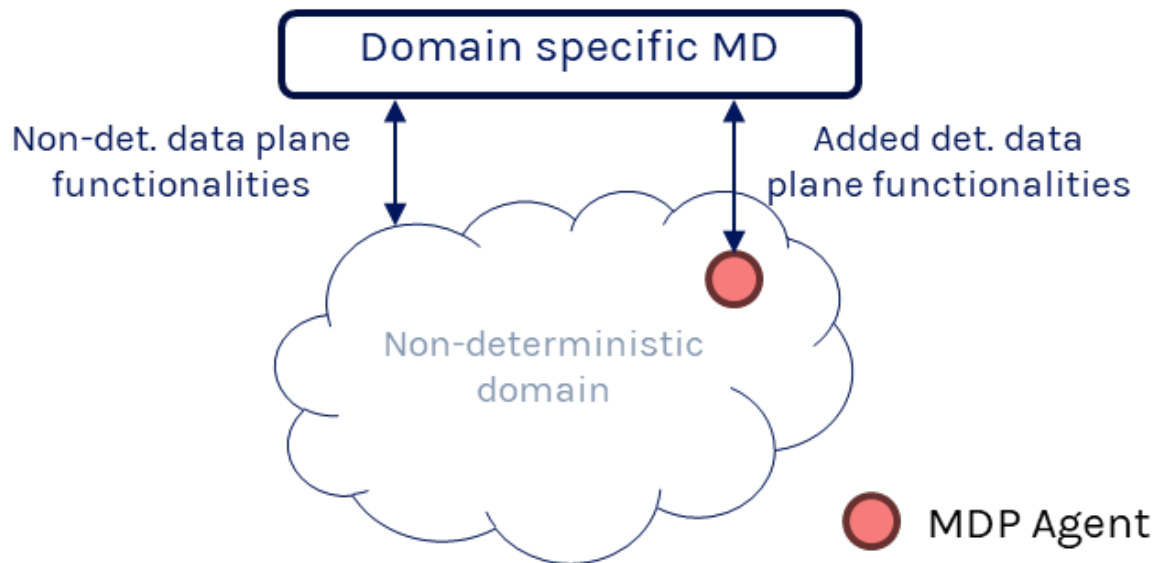 Domain specific MD
Non-det. data plane
functionalities
Added det. data
plane functionalities
Non-deterministic
domain
MDP Agent